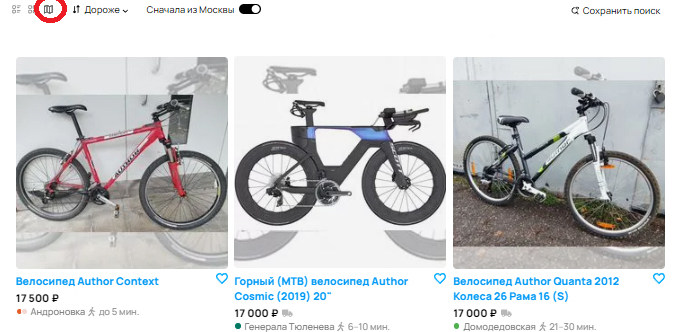 Дороже
Сначала из Москвы
Сохранить поиск
AUTHOR
Велосипед Author Context
17 500 ₽
Андроновка до 5 мин.
Горный (MTB) велосипед Author
Cosmic (2019) 20"
17 000 ₽
Генерала Тюленева 6–10 мин.
Велосипед Author Quanta 2012
Колеса 26 Рама 16 (S)
17 000 ₽
Домодедовская 21–30 мин.